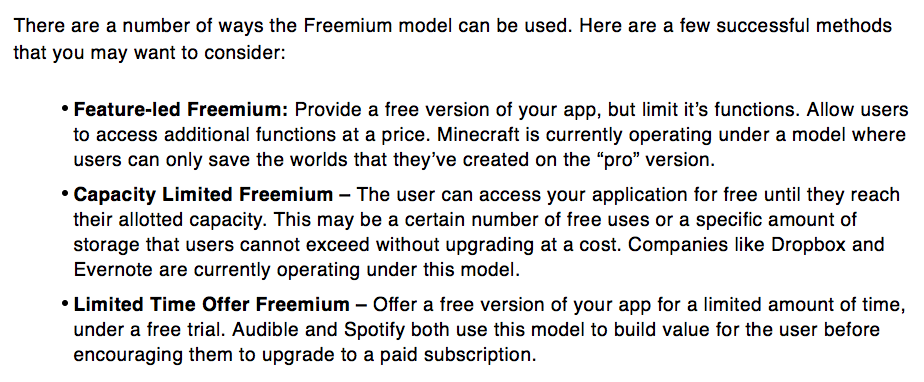 There are a number of ways the Freemium model can be used. Here are a few successful methods
that you may want to consider:
• Feature-led Freemium: Provide a free version of your app, but limit it’s functions. Allow users
to access additional functions at a price. Minecraft is currently operating under a model where
users can only save the worlds that they’ve created on the “pro” version.
• Capacity Limited Freemium – The user can access your application for free until they reach
their allotted capacity. This may be a certain number of free uses or a specific amount of
storage that users cannot exceed without upgrading at a cost. Companies like Dropbox and
Evernote are currently operating under this model.
• Limited Time Offer Freemium – Offer a free version of your app for a limited amount of time,
under a free trial. Audible and Spotify both use this model to build value for the user before
encouraging them to upgrade to a paid subscription.